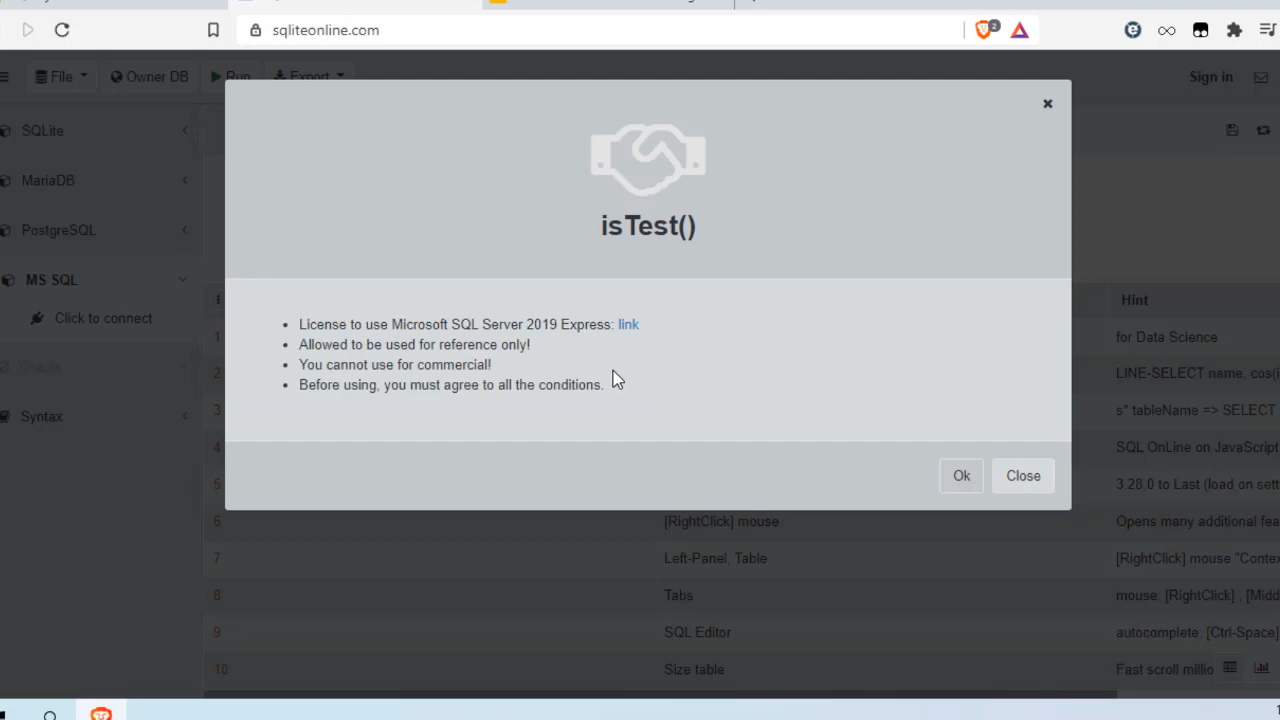 sqliteonline.com
2
File
Owner DB
Run
Export
Sign in
SQLite
MariaDB
PostgreSQL
MS SQL
Click to connect
Syntax
isTest()
License to use Microsoft SQL Server 2019 Express: link
Allowed to be used for reference only!
You cannot use for commercial!
Before using, you must agree to all the conditions.
Ok
Close
Hint
1 for Data Science
2 LINE-SELECT name, cos(i
3 s* tableName => SELECT
4 SQL OnLine on JavaScript
5 3.28.0 to Last (load on sett
6 [RightClick] mouse Opens many additional fea
7 Left-Panel, Table [RightClick] mouse "Contex
8 Tabs mouse: [RightClick] , [Midd
9 SQL Editor autocomplete: [Ctrl-Space]
10 Size table Fast scroll millio